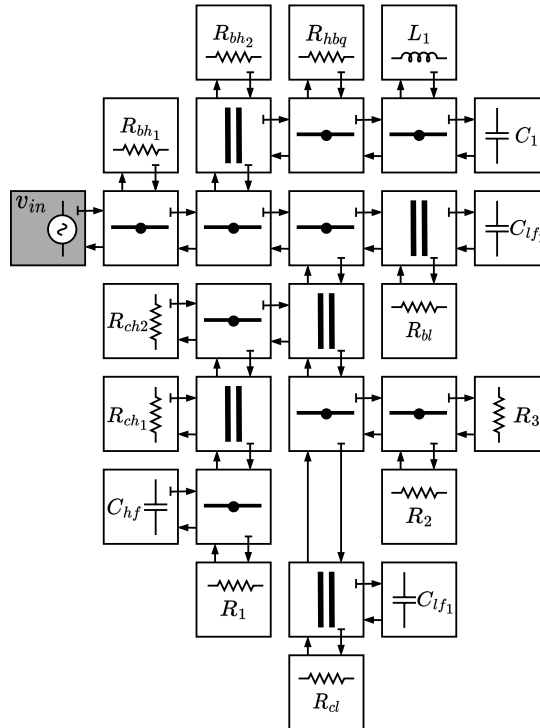 R_{bh_2} R_{hbq} L_1
R_{bh_1} C_1
v_{in} C_{lf_2}
R_{ch2} R_{bl}
R_{ch_1} R_3
C_{hf} R_2
R_1 C_{lf_1}
R_{cl}